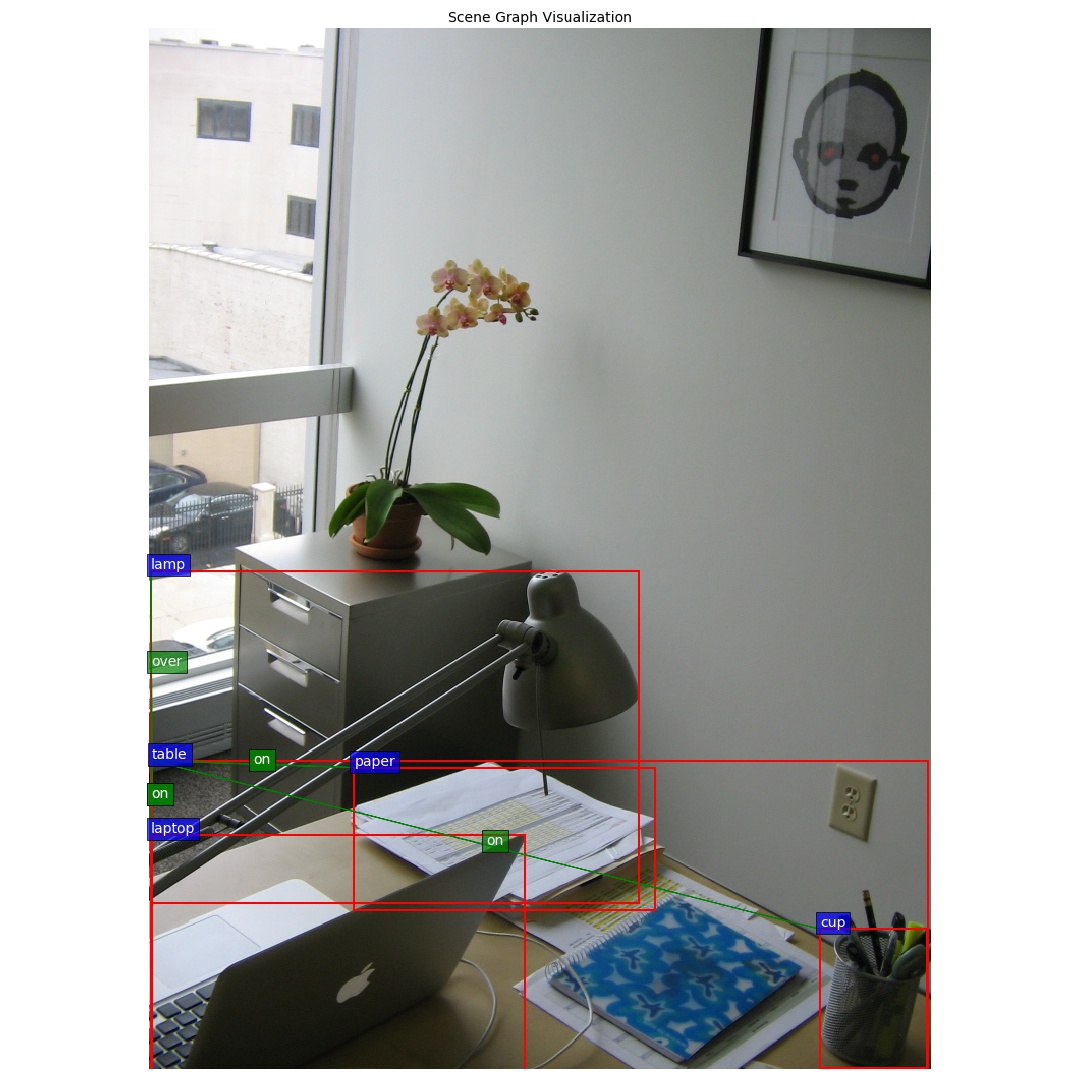 Scene Graph Visualization
lamp
over
table
on
paper
on
laptop
on
cup